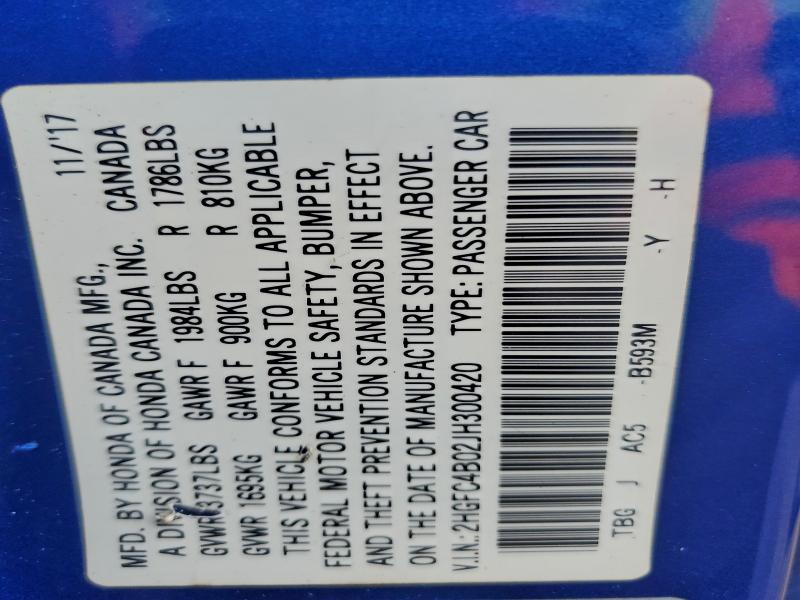 MFD. BY HONDA OF CANADA MFG., 11/'17
A DIVISION OF HONDA CANADA INC. CANADA
GVWR 3737LBS GAWR F 1984LBS R 1786LBS
GVWR 1695KG GAWR F 900KG R 810KG
THIS VEHICLE CONFORMS TO ALL APPLICABLE
FEDERAL MOTOR VEHICLE SAFETY, BUMPER,
AND THEFT PREVENTION STANDARDS IN EFFECT
ON THE DATE OF MANUFACTURE SHOWN ABOVE.
V.I.N.: 2HGFC4B02JH300420 TYPE: PASSENGER CAR
TBG J AC5 -B593M -Y -H